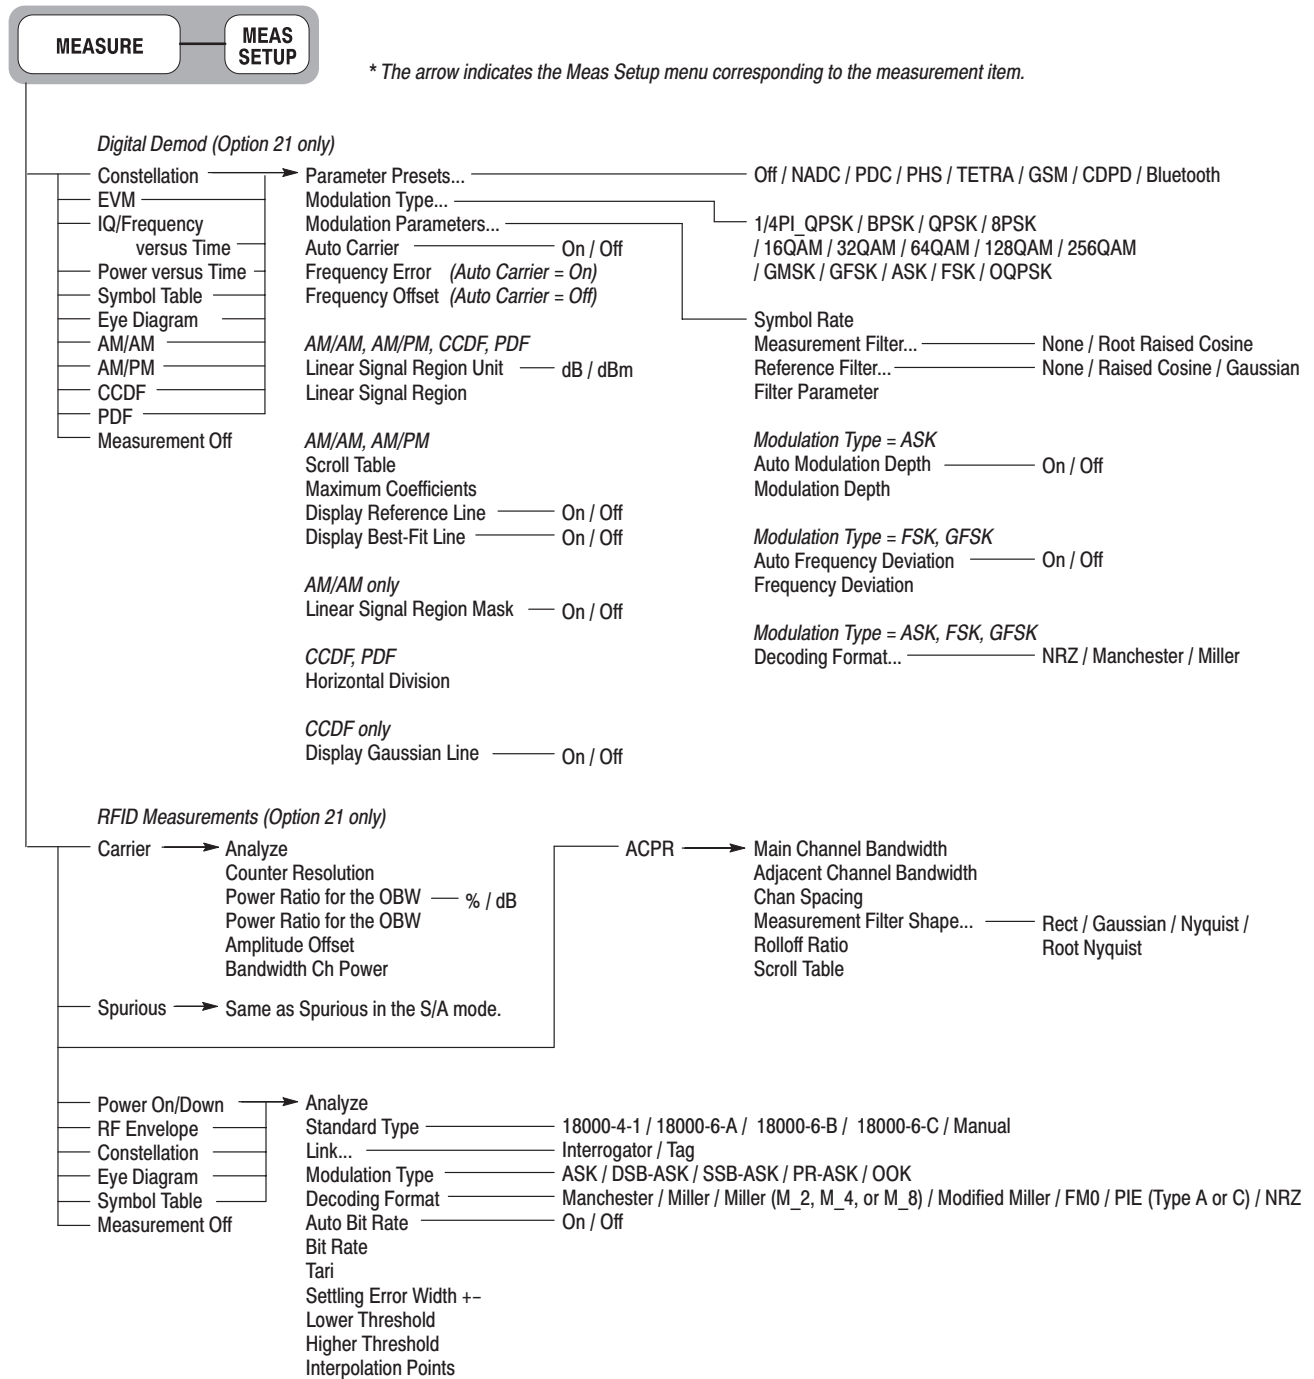 MEASURE
MEAS
SETUP
* The arrow indicates the Meas Setup menu corresponding to the measurement item.
Digital Demod (Option 21 only)
Constellation
EVM
IQ/Frequency
versus Time
Power versus Time
Symbol Table
Eye Diagram
AM/AM
AM/PM
CCDF
PDF
Measurement Off
Parameter Presets...
Modulation Type...
Modulation Parameters...
Auto Carrier On / Off
Frequency Error (Auto Carrier = On)
Frequency Offset (Auto Carrier = Off)
AM/AM, AM/PM, CCDF, PDF
Linear Signal Region Unit dB / dBm
Linear Signal Region
AM/AM, AM/PM
Scroll Table
Maximum Coefficients
Display Reference Line On / Off
Display Best-Fit Line On / Off
AM/AM only
Linear Signal Region Mask On / Off
CCDF, PDF
Horizontal Division
CCDF only
Display Gaussian Line On / Off
Off / NADC / PDC / PHS / TETRA / GSM / CDPD / Bluetooth
1/4PI_QPSK / BPSK / QPSK / 8PSK
/ 16QAM / 32QAM / 64QAM / 128QAM / 256QAM
/ GMSK / GFSK / ASK / FSK / OQPSK
Symbol Rate
Measurement Filter... None / Root Raised Cosine
Reference Filter... None / Raised Cosine / Gaussian
Filter Parameter
Modulation Type = ASK
Auto Modulation Depth On / Off
Modulation Depth
Modulation Type = FSK, GFSK
Auto Frequency Deviation On / Off
Frequency Deviation
Modulation Type = ASK, FSK, GFSK
Decoding Format... NRZ / Manchester / Miller
RFID Measurements (Option 21 only)
Carrier
Analyze
Counter Resolution
Power Ratio for the OBW % / dB
Power Ratio for the OBW
Amplitude Offset
Bandwidth Ch Power
Spurious Same as Spurious in the S/A mode.
ACPR
Main Channel Bandwidth
Adjacent Channel Bandwidth
Chan Spacing
Measurement Filter Shape... Rect / Gaussian / Nyquist /
Root Nyquist
Rolloff Ratio
Scroll Table
Power On/Down
RF Envelope
Constellation
Eye Diagram
Symbol Table
Measurement Off
Analyze
Standard Type 18000-4-1 / 18000-6-A / 18000-6-B / 18000-6-C / Manual
Link... Interrogator / Tag
Modulation Type ASK / DSB-ASK / SSB-ASK / PR-ASK / OOK
Decoding Format Manchester / Miller / Miller (M_2, M_4, or M_8) / Modified Miller / FM0 / PIE (Type A or C) / NRZ
Auto Bit Rate On / Off
Bit Rate
Tari
Settling Error Width +−
Lower Threshold
Higher Threshold
Interpolation Points